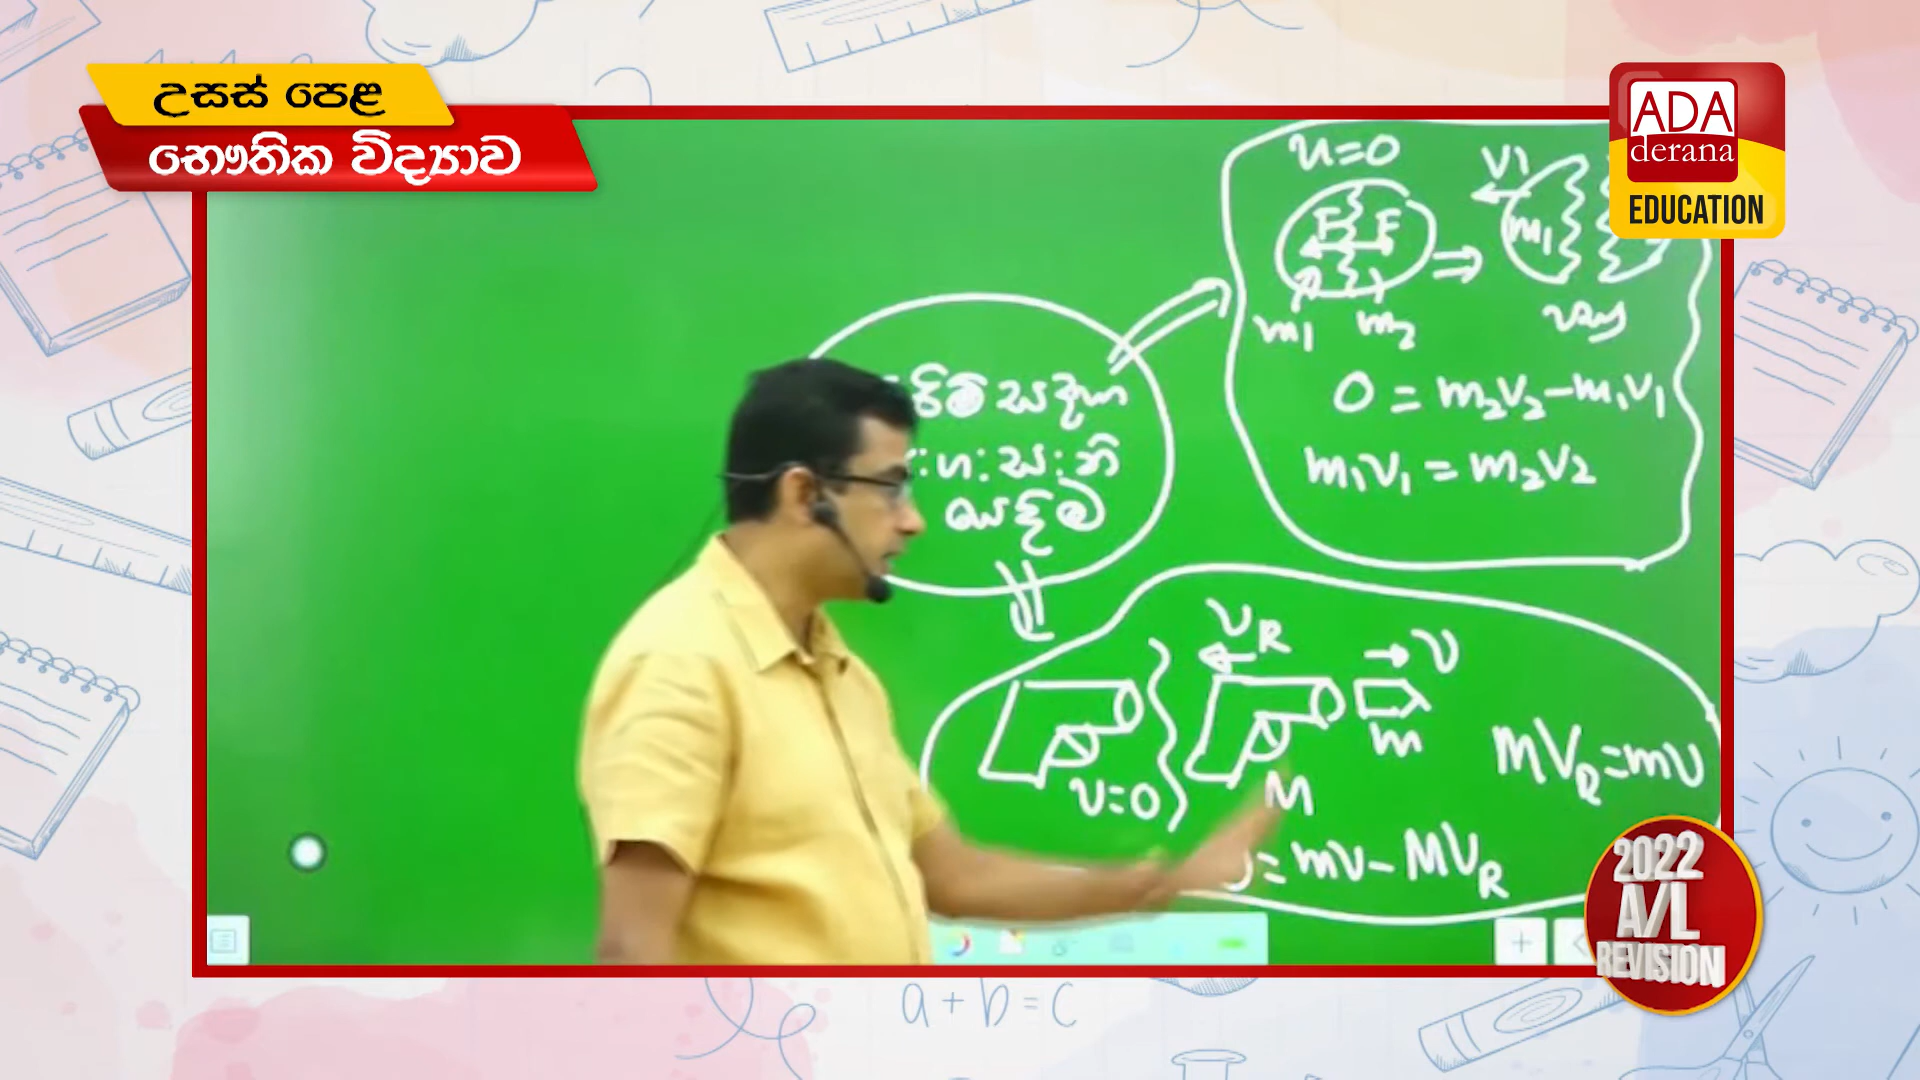 උසස් පෙළ
භෞතික විද්‍යාව
ADA
derana
EDUCATION
u=0
V1
F F
m1
m1 m2
0 = m2V2 - m1V1
m1V1 = m2V2
සඳහා
:ග:ස:නි
යෙදීම
VR
V
m
v=0
M
MVR=mv
= mv - MVR
2022
A/L
REVISION
a + b = c